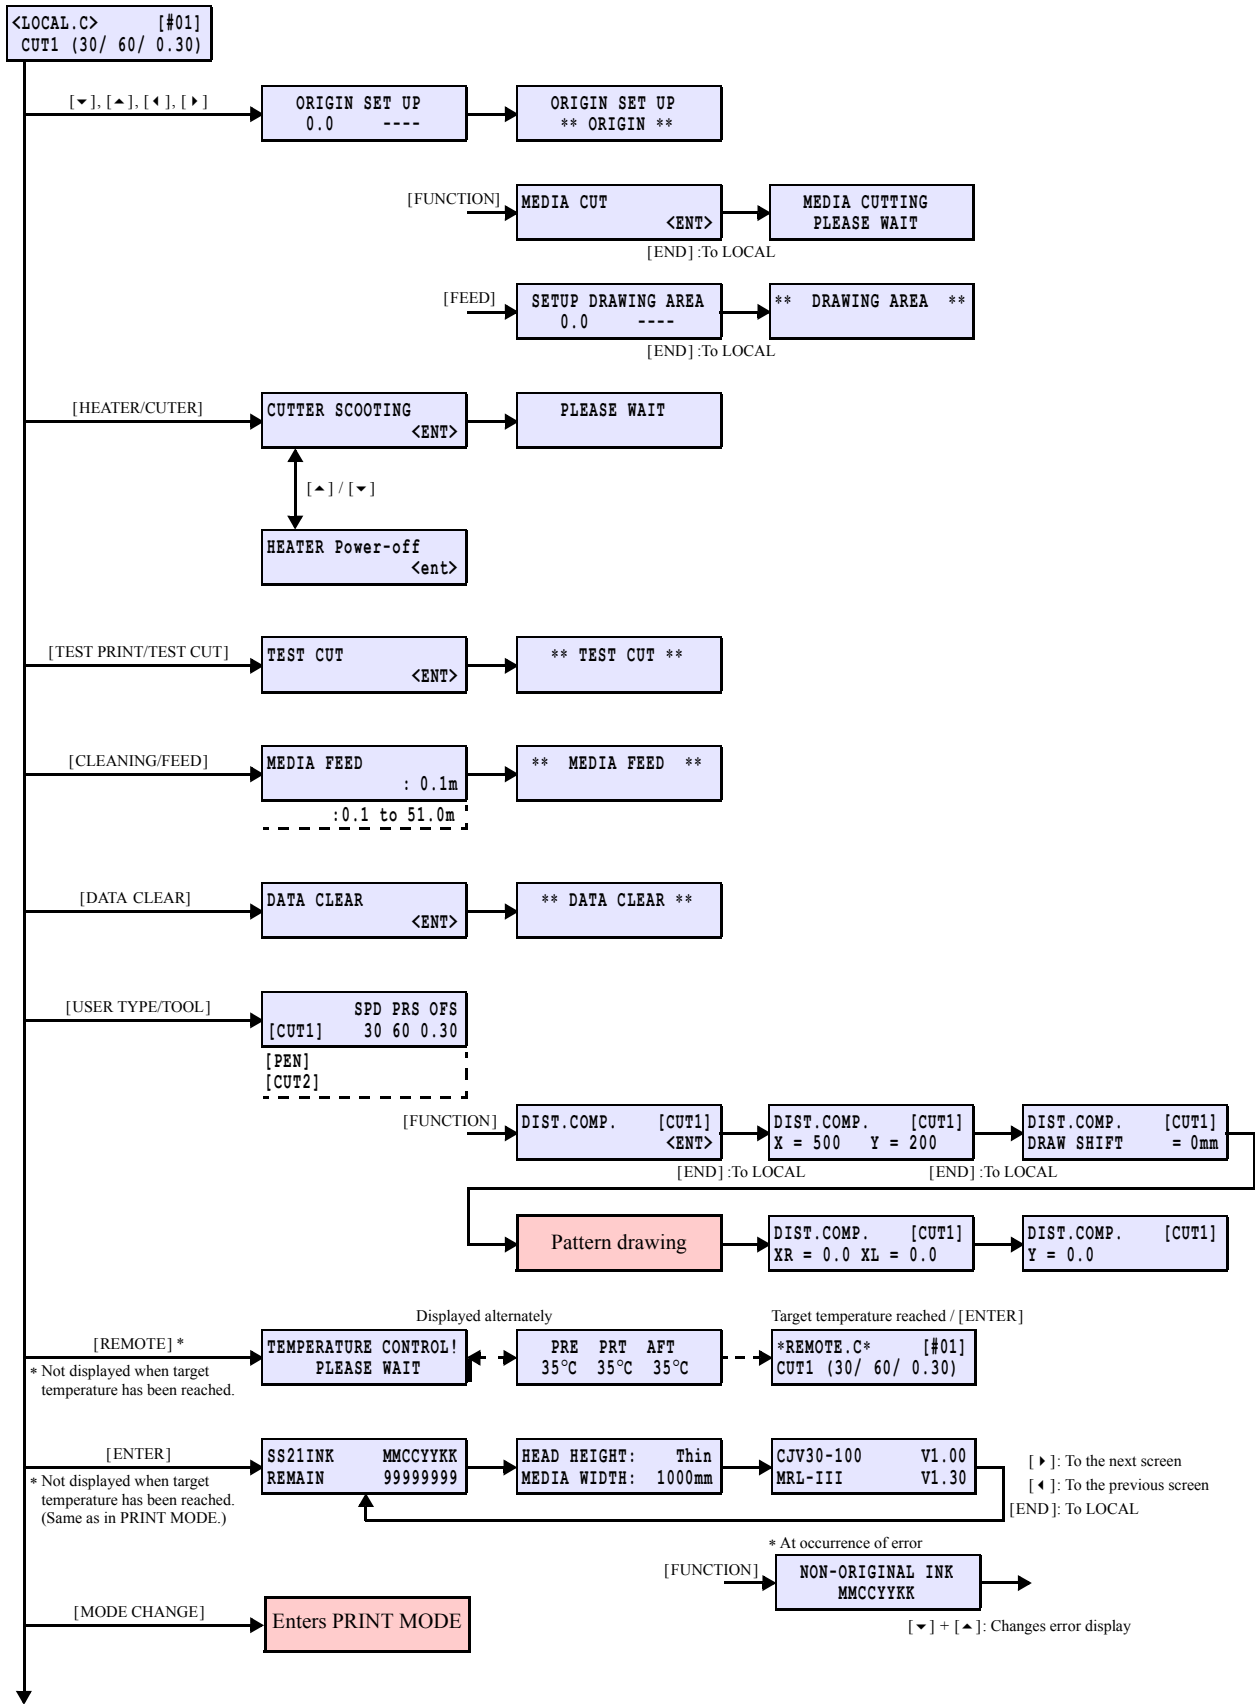 <LOCAL.C> [#01]
CUT1 (30/ 60/ 0.30)
[▼], [▲], [◀], [▶]
ORIGIN SET UP
0.0 ----
ORIGIN SET UP
** ORIGIN **
[FUNCTION]
MEDIA CUT
<ENT>
MEDIA CUTTING
PLEASE WAIT
[END] :To LOCAL
[FEED]
SETUP DRAWING AREA
0.0 ----
** DRAWING AREA **
[END] :To LOCAL
[HEATER/CUTER]
CUTTER SCOOTING
<ENT>
PLEASE WAIT
[▲] / [▼]
HEATER Power-off
<ent>
[TEST PRINT/TEST CUT]
TEST CUT
<ENT>
** TEST CUT **
[CLEANING/FEED]
MEDIA FEED
: 0.1m
:0.1 to 51.0m
** MEDIA FEED **
[DATA CLEAR]
DATA CLEAR
<ENT>
** DATA CLEAR **
[USER TYPE/TOOL]
SPD PRS OFS
[CUT1] 30 60 0.30
[PEN]
[CUT2]
[FUNCTION]
DIST.COMP. [CUT1]
<ENT>
DIST.COMP. [CUT1]
X = 500 Y = 200
DIST.COMP. [CUT1]
DRAW SHIFT = 0mm
[END] :To LOCAL
[END] :To LOCAL
Pattern drawing
DIST.COMP. [CUT1]
XR = 0.0 XL = 0.0
DIST.COMP. [CUT1]
Y = 0.0
Displayed alternately
Target temperature reached / [ENTER]
[REMOTE] *
* Not displayed when target
temperature has been reached.
TEMPERATURE CONTROL!
PLEASE WAIT
PRE PRT AFT
35°C 35°C 35°C
*REMOTE.C* [#01]
CUT1 (30/ 60/ 0.30)
[ENTER]
* Not displayed when target
temperature has been reached.
(Same as in PRINT MODE.)
SS21INK MMCCYYKK
REMAIN 99999999
HEAD HEIGHT: Thin
MEDIA WIDTH: 1000mm
CJV30-100 V1.00
MRL-III V1.30
[▶]: To the next screen
[◀]: To the previous screen
[END]: To LOCAL
* At occurrence of error
[FUNCTION]
NON-ORIGINAL INK
MMCCYYKK
[▼] + [▲]: Changes error display
[MODE CHANGE]
Enters PRINT MODE